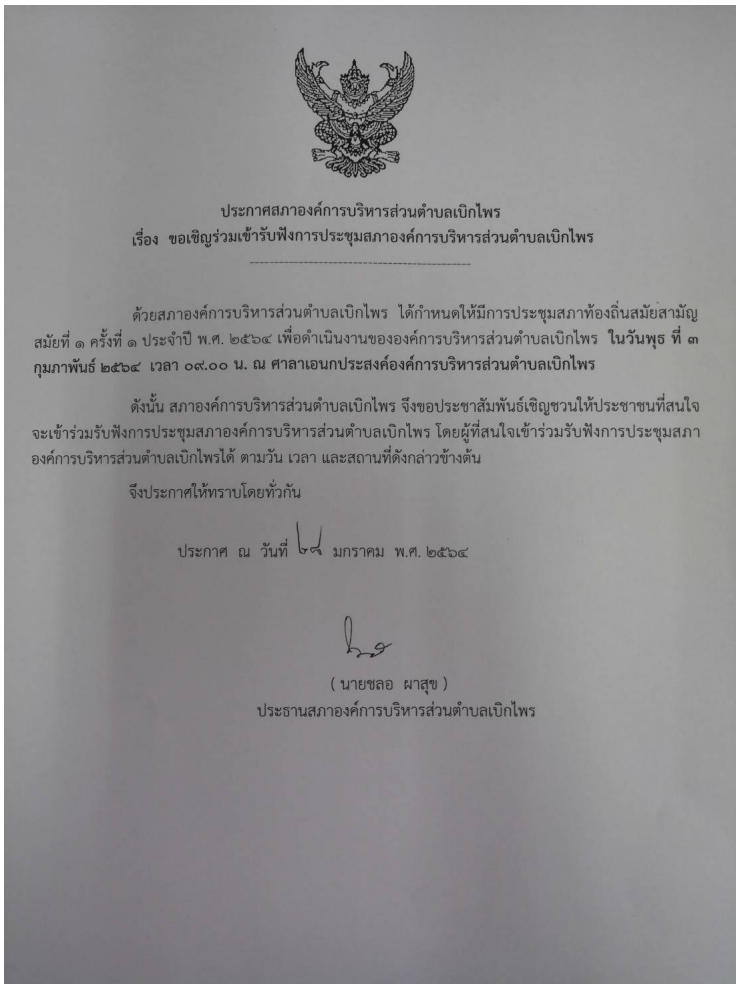 ประกาศสภาองค์การบริหารส่วนตำบลเบิกไพร
เรื่อง ขอเชิญร่วมเข้ารับฟังการประชุมสภาองค์การบริหารส่วนตำบลเบิกไพร
ด้วยสภาองค์การบริหารส่วนตำบลเบิกไพร ได้กำหนดให้มีการประชุมสภาท้องถิ่นสมัยสามัญ
สมัยที่ ๑ ครั้งที่ ๑ ประจำปี พ.ศ. ๒๕๖๔ เพื่อดำเนินงานขององค์การบริหารส่วนตำบลเบิกไพร ในวันพุธ ที่ ๓
กุมภาพันธ์ ๒๕๖๔ เวลา ๐๙.๐๐ น. ณ ศาลาเอนกประสงค์องค์การบริหารส่วนตำบลเบิกไพร
ดังนั้น สภาองค์การบริหารส่วนตำบลเบิกไพร จึงขอประชาสัมพันธ์เชิญชวนให้ประชาชนที่สนใจ
จะเข้าร่วมรับฟังการประชุมสภาองค์การบริหารส่วนตำบลเบิกไพร โดยผู้ที่สนใจเข้าร่วมรับฟังการประชุมสภา
องค์การบริหารส่วนตำบลเบิกไพรได้ ตามวัน เวลา และสถานที่ดังกล่าวข้างต้น
จึงประกาศให้ทราบโดยทั่วกัน
ประกาศ ณ วันที่ มกราคม พ.ศ. ๒๕๖๔
( นายชลอ ผาสุข )
ประธานสภาองค์การบริหารส่วนตำบลเบิกไพร